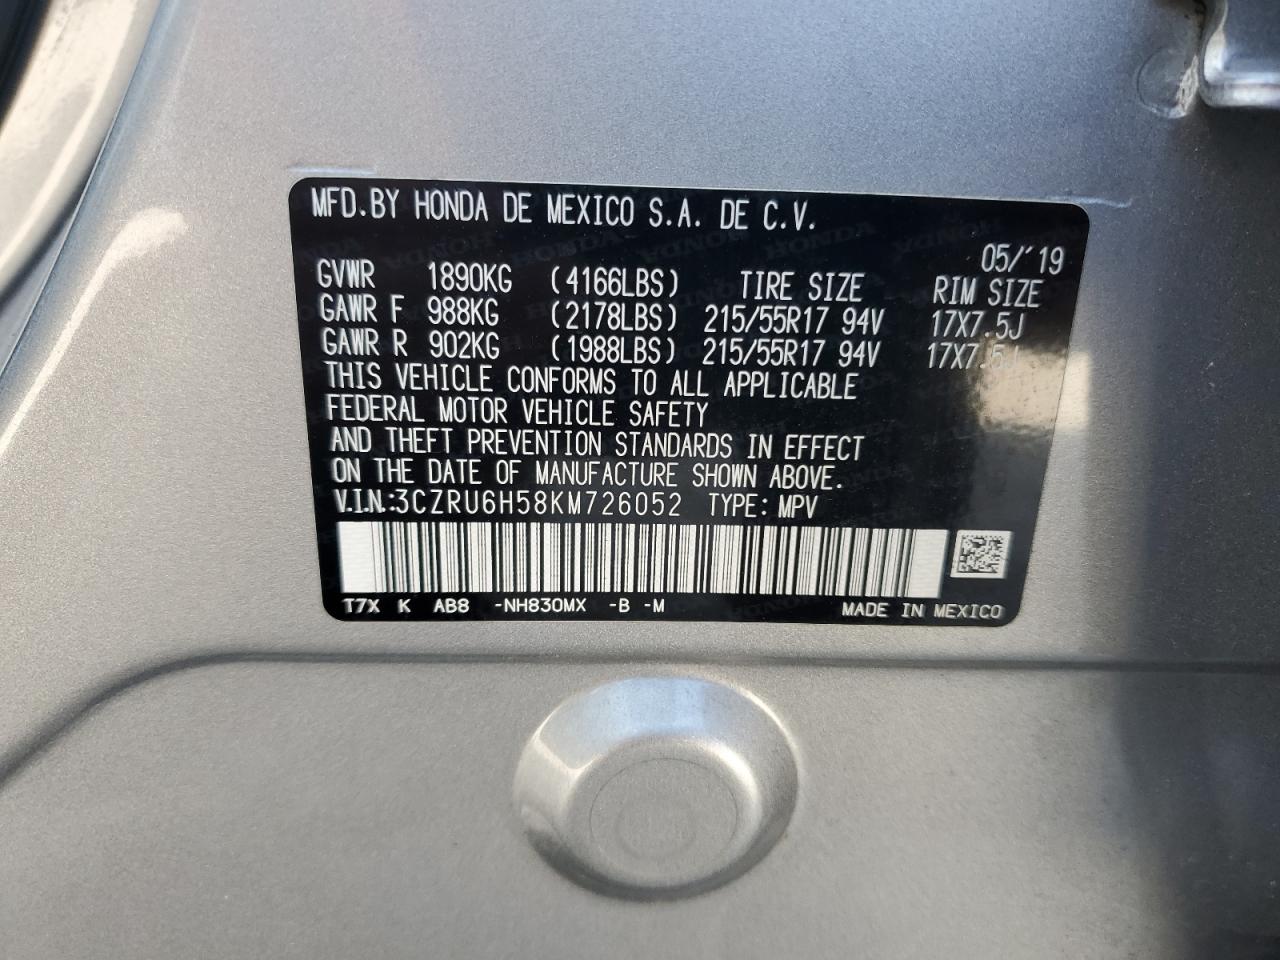 MFD.BY HONDA DE MEXICO S.A. DE C.V.
05/'19
GVWR 1890KG (4166LBS) TIRE SIZE RIM SIZE
GAWR F 988KG (2178LBS) 215/55R17 94V 17X7.5J
GAWR R 902KG (1988LBS) 215/55R17 94V 17X7.5J
THIS VEHICLE CONFORMS TO ALL APPLICABLE
FEDERAL MOTOR VEHICLE SAFETY
AND THEFT PREVENTION STANDARDS IN EFFECT
ON THE DATE OF MANUFACTURE SHOWN ABOVE.
V.I.N.:3CZRU6H58KM726052 TYPE: MPV
T7X K AB8 -NH830MX -B -M MADE IN MEXICO